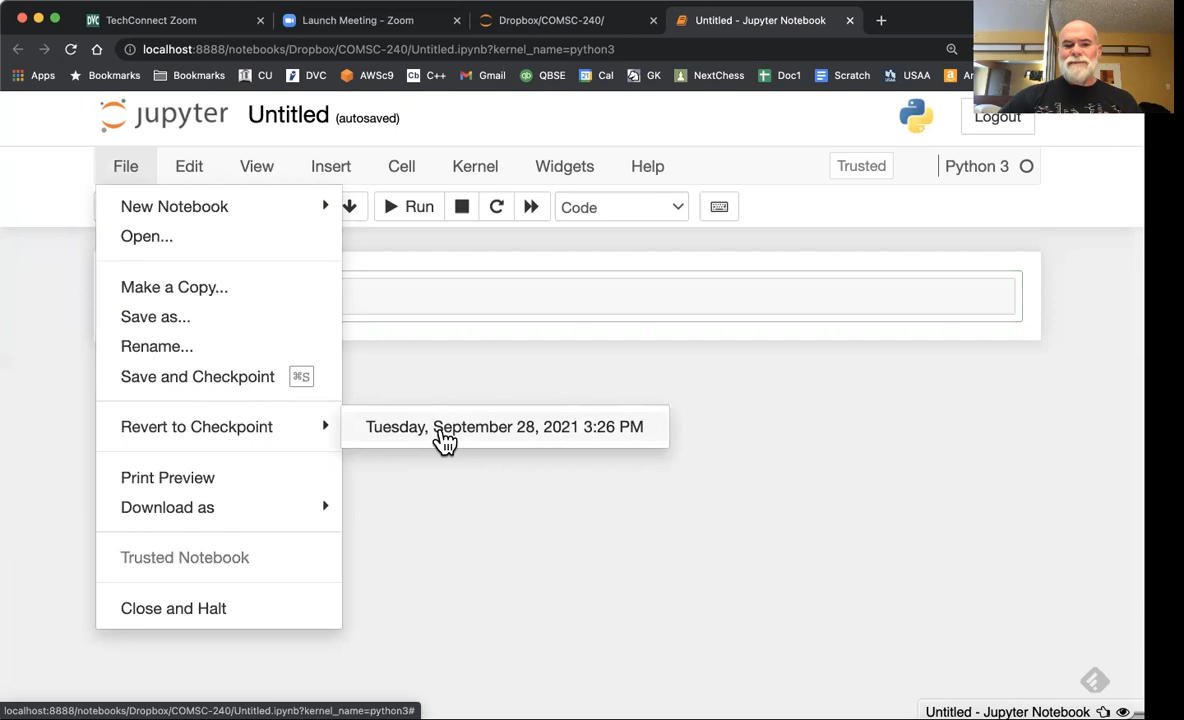 TechConnect Zoom
Launch Meeting - Zoom
Dropbox/COMSC-240/
Untitled - Jupyter Notebook
localhost:8888/notebooks/Dropbox/COMSC-240/Untitled.ipynb?kernel_name=python3
Apps Bookmarks Bookmarks CU DVC AWSc9 C++ Gmail QBSE Cal GK NextChess Doc1 Scratch USAA
jupyter Untitled (autosaved)
Logout
File Edit View Insert Cell Kernel Widgets Help Trusted Python 3
Run Code
New Notebook
Open...
Make a Copy...
Save as...
Rename...
Save and Checkpoint ⌘S
Revert to Checkpoint
Tuesday, September 28, 2021 3:26 PM
Print Preview
Download as
Trusted Notebook
Close and Halt
localhost:8888/notebooks/Dropbox/COMSC-240/Untitled.ipynb?kernel_name=python3#
Untitled - Jupyter Notebook